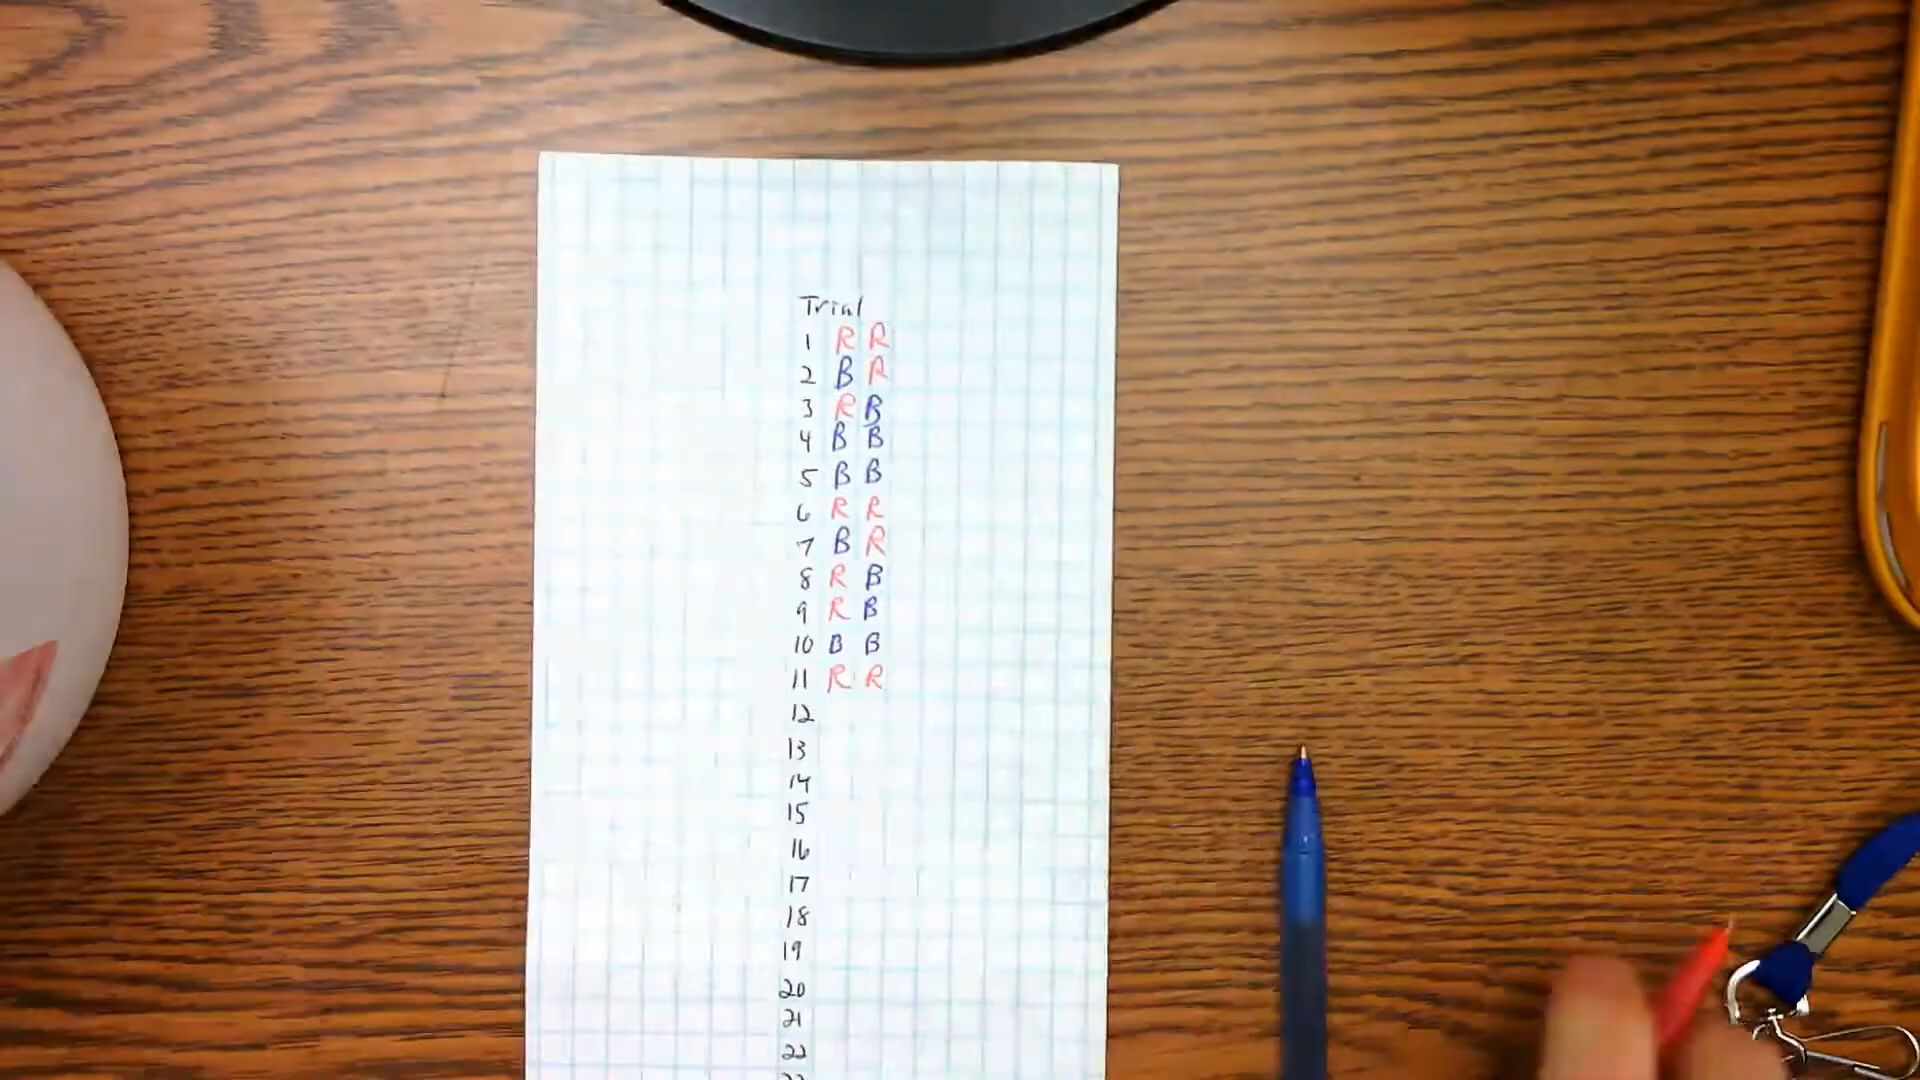 Trial
1 R R
2 B R
3 R B
4 B B
5 B B
6 R R
7 B R
8 R B
9 R B
10 B B
11 R R
12
13
14
15
16
17
18
19
20
21
22